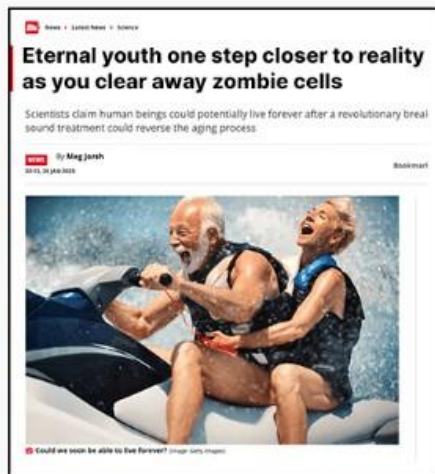 News • Latest News • Science
Eternal youth one step closer to reality
as you clear away zombie cells
Scientists claim human beings could potentially live forever after a revolutionary breal
sound treatment could reverse the aging process
NEWS By Meg Jorsh
Bookmarl
Could we soon be able to live forever? (Image: Getty Images)